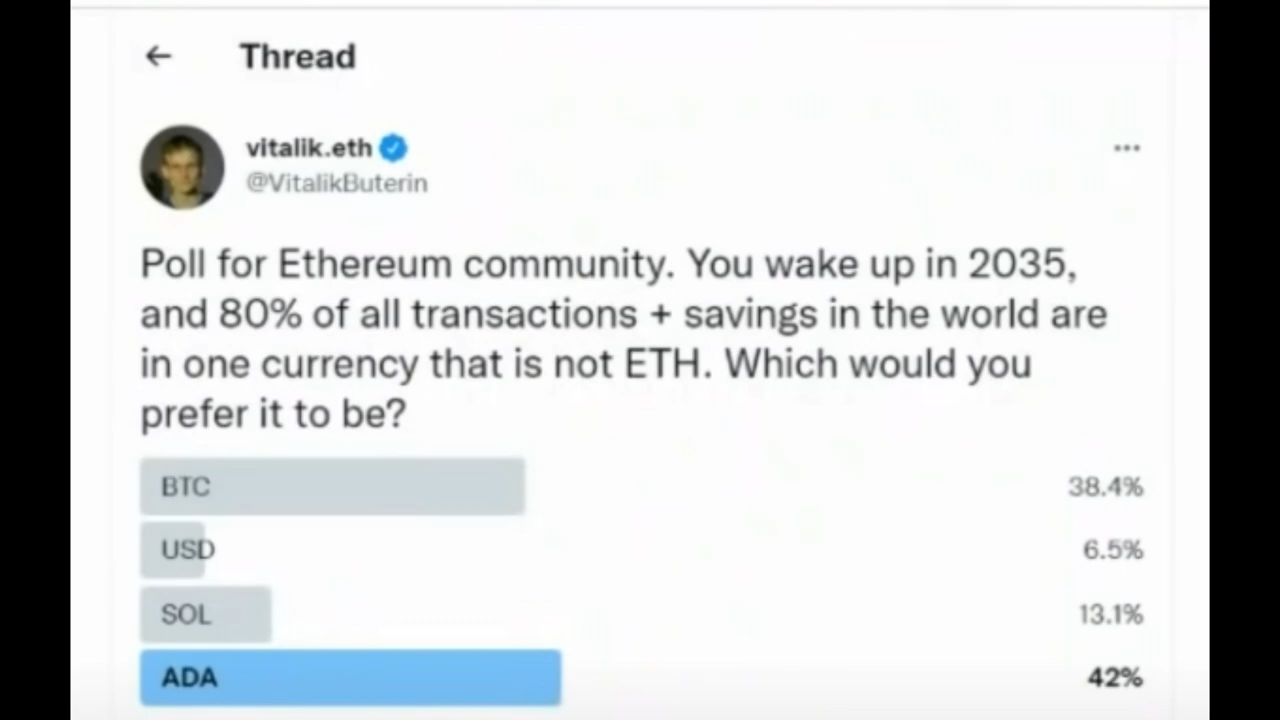 Thread
vitalik.eth
@VitalikButerin
Poll for Ethereum community. You wake up in 2035,
and 80% of all transactions + savings in the world are
in one currency that is not ETH. Which would you
prefer it to be?
BTC 38.4%
USD 6.5%
SOL 13.1%
ADA 42%